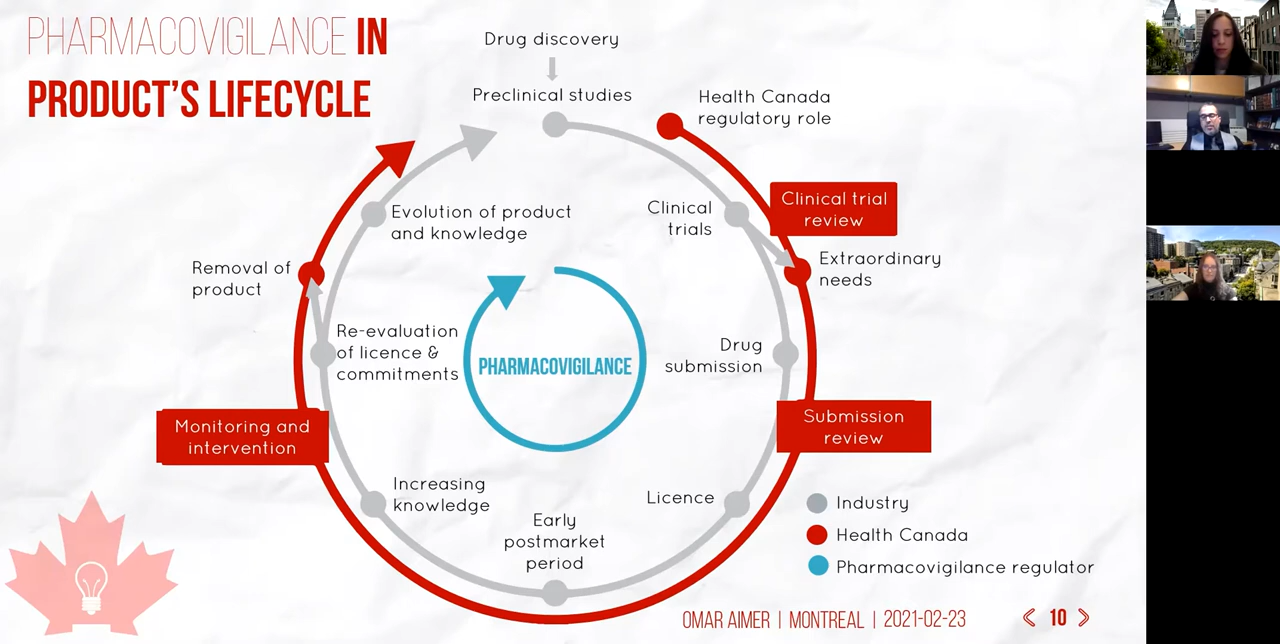 PHARMACOVIGILANCE IN
PRODUCT'S LIFECYCLE
Drug discovery
Preclinical studies
Health Canada
regulatory role
Clinical
trials
Clinical trial
review
Extraordinary
needs
Drug
submission
Submission
review
Licence
Early
postmarket
period
Increasing
knowledge
Monitoring and
intervention
Re-evaluation
of licence &
commitments
Removal of
product
Evolution of product
and knowledge
PHARMACOVIGILANCE
Industry
Health Canada
Pharmacovigilance regulator
OMAR AIMER | MONTREAL | 2021-02-23
《 10 》